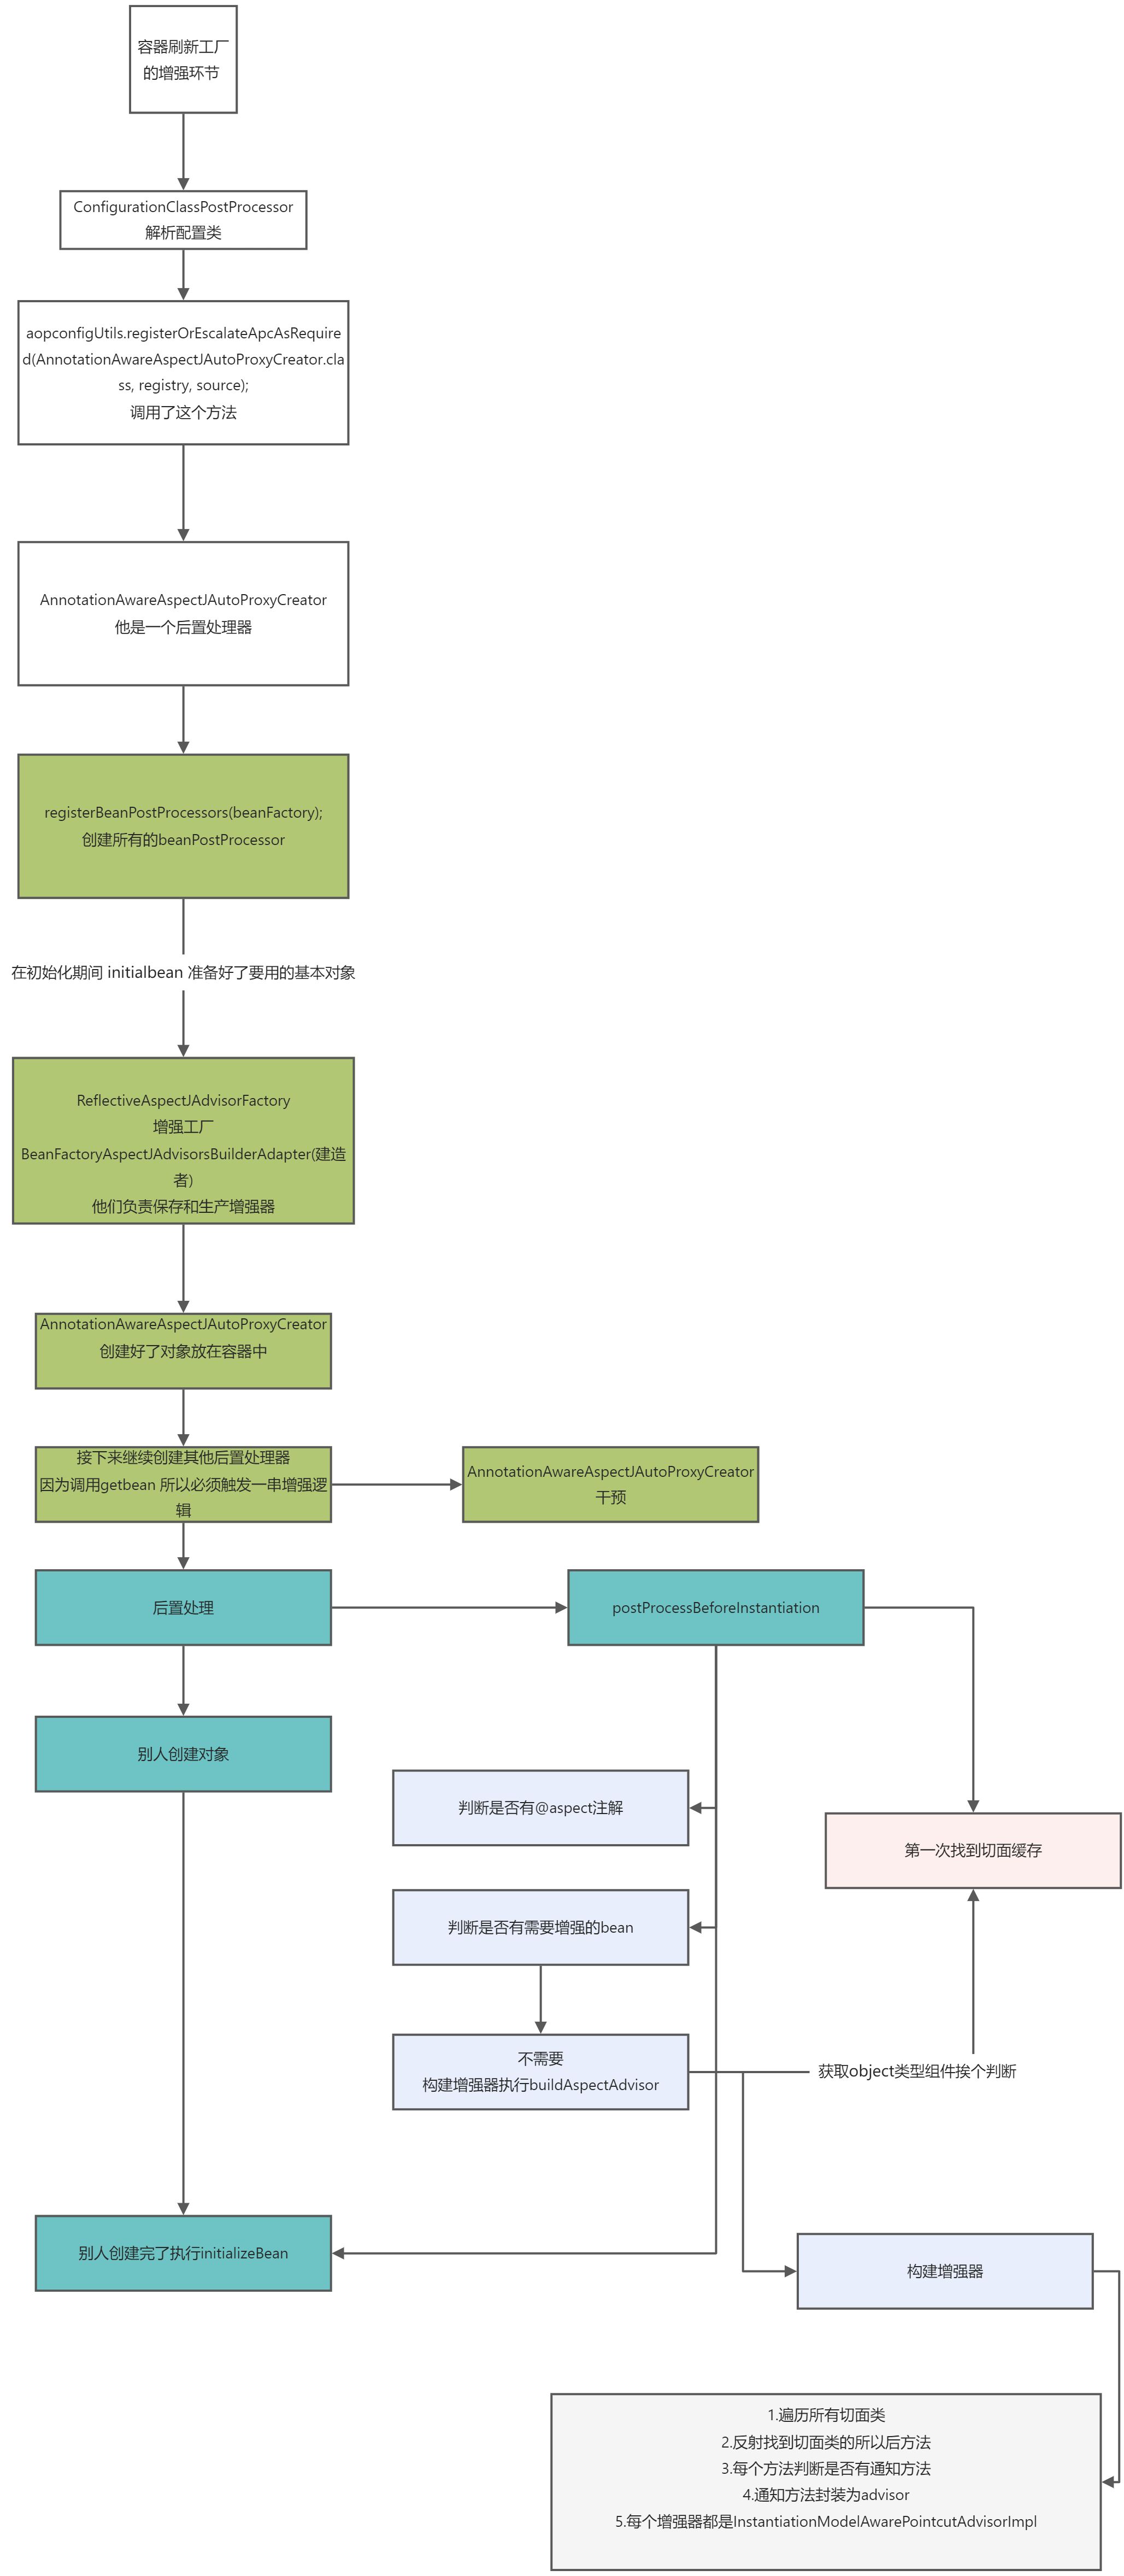 容器刷新工厂
的增强环节
ConfigurationClassPostProcessor
解析配置类
aopconfigUtils.registerOrEscalateApcAsRequire
d(AnnotationAwareAspectJAutoProxyCreator.cla
ss, registry, source);
调用了这个方法
AnnotationAwareAspectJAutoProxyCreator
他是一个后置处理器
registerBeanPostProcessors(beanFactory);
创建所有的beanPostProcessor
在初始化期间 initialbean 准备好了要用的基本对象
ReflectiveAspectJAdvisorFactory
增强工厂
BeanFactoryAspectJAdvisorsBuilderAdapter(建造
者)
他们负责保存和生产增强器
AnnotationAwareAspectJAutoProxyCreator
创建好了对象放在容器中
接下来继续创建其他后置处理器
因为调用getbean 所以必须触发一串增强逻
辑
AnnotationAwareAspectJAutoProxyCreator
干预
后置处理
postProcessBeforeInstantiation
别人创建对象
判断是否有@aspect注解
第一次找到切面缓存
判断是否有需要增强的bean
不需要
构建增强器执行buildAspectAdvisor
获取object类型组件挨个判断
别人创建完了执行initializeBean
构建增强器
1.遍历所有切面类
2.反射找到切面类的所以后方法
3.每个方法判断是否有通知方法
4.通知方法封装为advisor
5.每个增强器都是InstantiationModelAwarePointcutAdvisorImpl